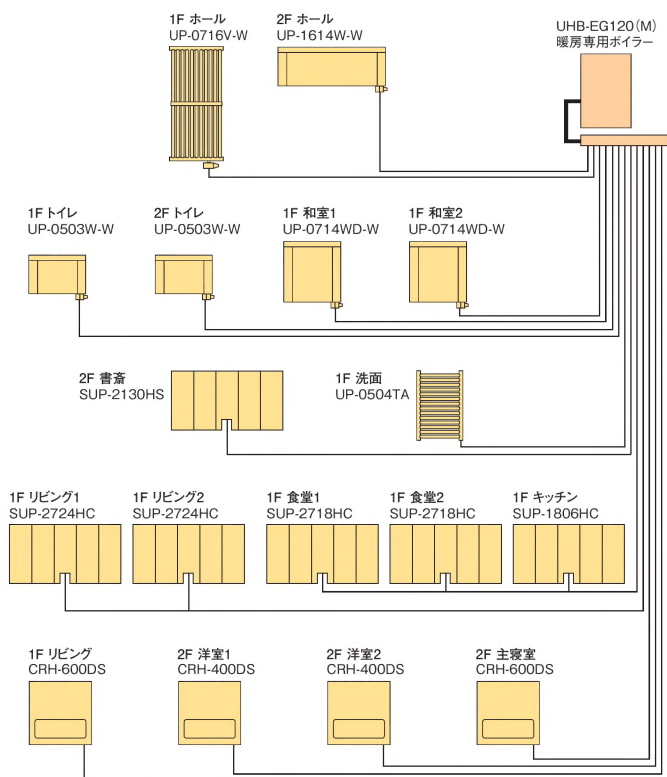 1F ホール
UP-0716V-W
2F ホール
UP-1614W-W
UHB-EG120(M)
暖房専用ボイラー
1F トイレ
UP-0503W-W
2F トイレ
UP-0503W-W
1F 和室1
UP-0714WD-W
1F 和室2
UP-0714WD-W
2F 書斎
SUP-2130HS
1F 洗面
UP-0504TA
1F リビング1
SUP-2724HC
1F リビング2
SUP-2724HC
1F 食堂1
SUP-2718HC
1F 食堂2
SUP-2718HC
1F キッチン
SUP-1806HC
1F リビング
CRH-600DS
2F 洋室1
CRH-400DS
2F 洋室2
CRH-400DS
2F 主寝室
CRH-600DS